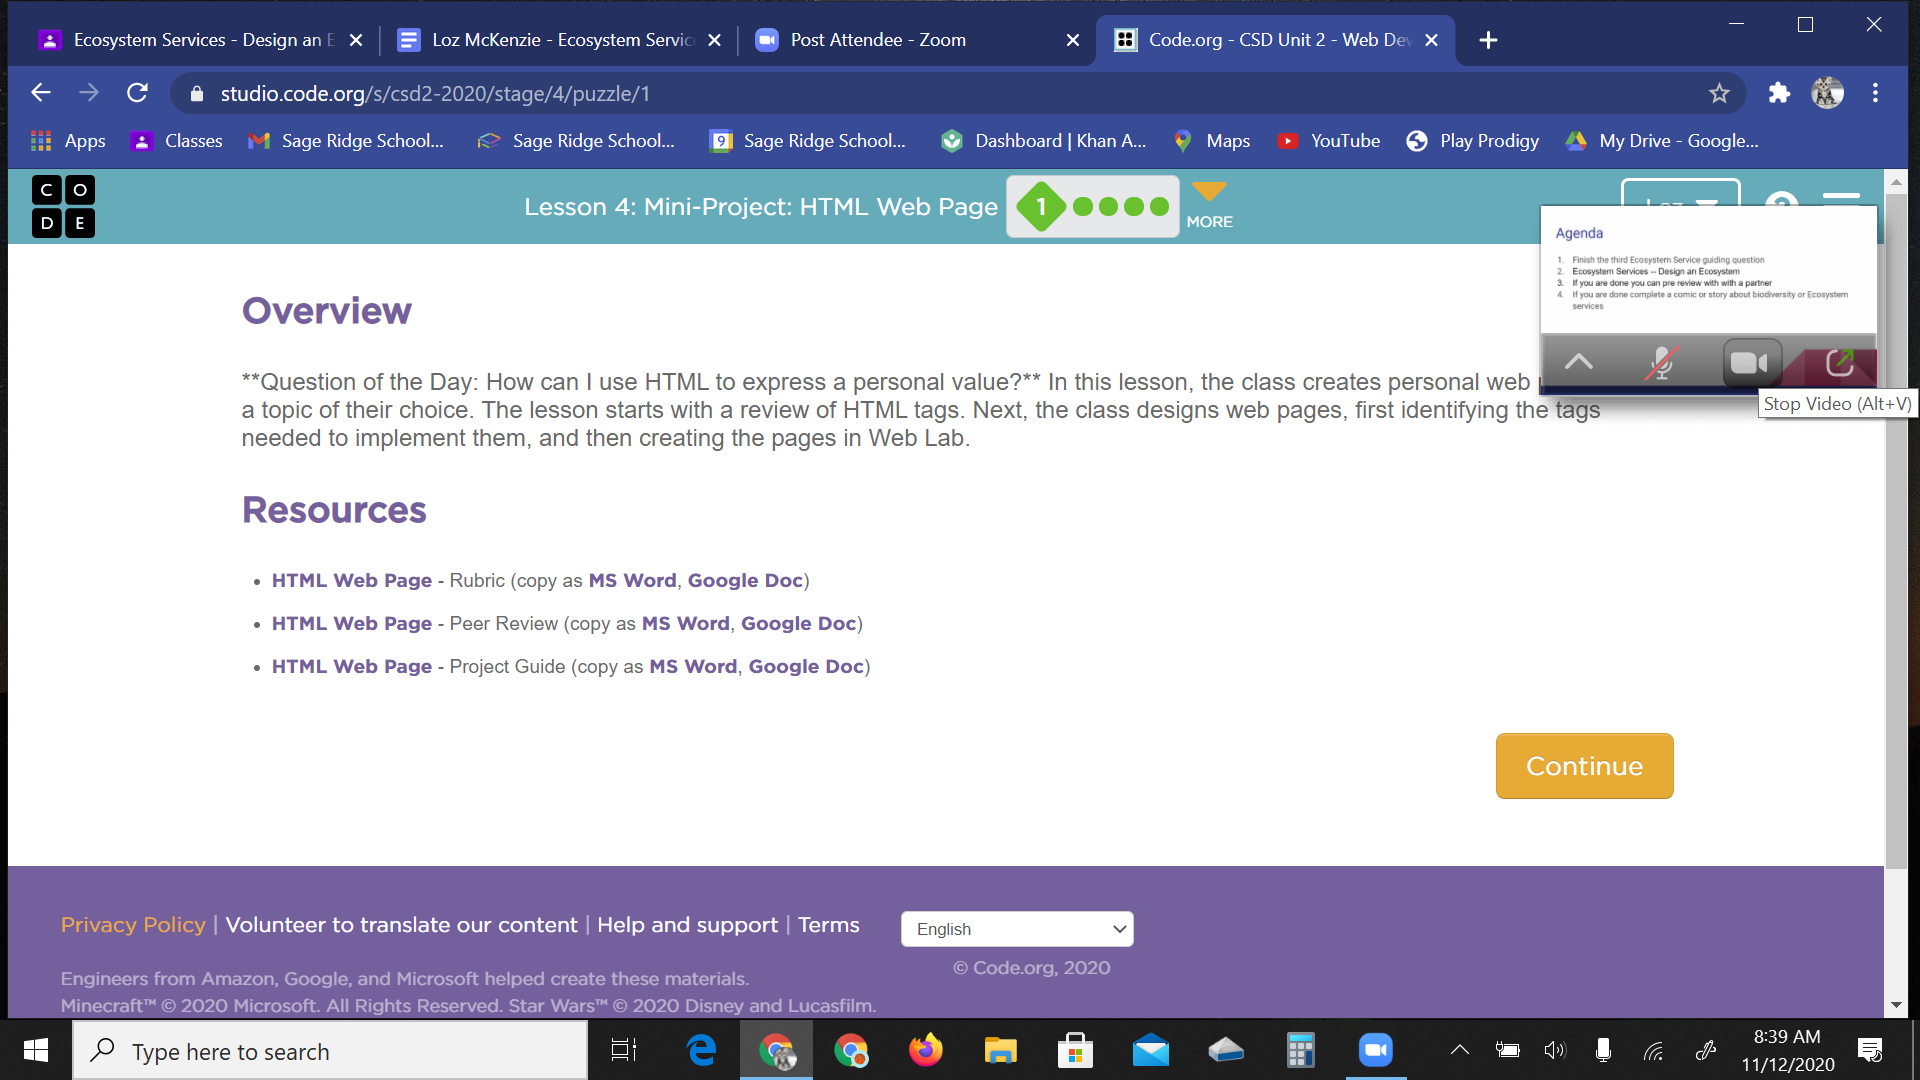 Ecosystem Services - Design an E
Loz McKenzie - Ecosystem Servic
Post Attendee - Zoom
Code.org - CSD Unit 2 - Web Dev
studio.code.org/s/csd2-2020/stage/4/puzzle/1
Apps
Classes
Sage Ridge School...
Sage Ridge School...
9
Sage Ridge School...
Dashboard | Khan A...
Maps
YouTube
Play Prodigy
My Drive - Google...
C O
D E
Lesson 4: Mini-Project: HTML Web Page
1
MORE
Agenda
1. Finish the third Ecosystem Service guiding question
2. Ecosystem Services -- Design an Ecosystem
3. If you are done you can pre review with with a partner
4. If you are done complete a comic or story about biodiversity or Ecosystem
services
Stop Video (Alt+V)
Overview
**Question of the Day: How can I use HTML to express a personal value?** In this lesson, the class creates personal web
a topic of their choice. The lesson starts with a review of HTML tags. Next, the class designs web pages, first identifying the tags
needed to implement them, and then creating the pages in Web Lab.
Resources
• HTML Web Page - Rubric (copy as MS Word, Google Doc)
• HTML Web Page - Peer Review (copy as MS Word, Google Doc)
• HTML Web Page - Project Guide (copy as MS Word, Google Doc)
Continue
Privacy Policy | Volunteer to translate our content | Help and support | Terms
English
© Code.org, 2020
Engineers from Amazon, Google, and Microsoft helped create these materials.
Minecraft™ © 2020 Microsoft. All Rights Reserved. Star Wars™ © 2020 Disney and Lucasfilm.
Type here to search
8:39 AM
11/12/2020